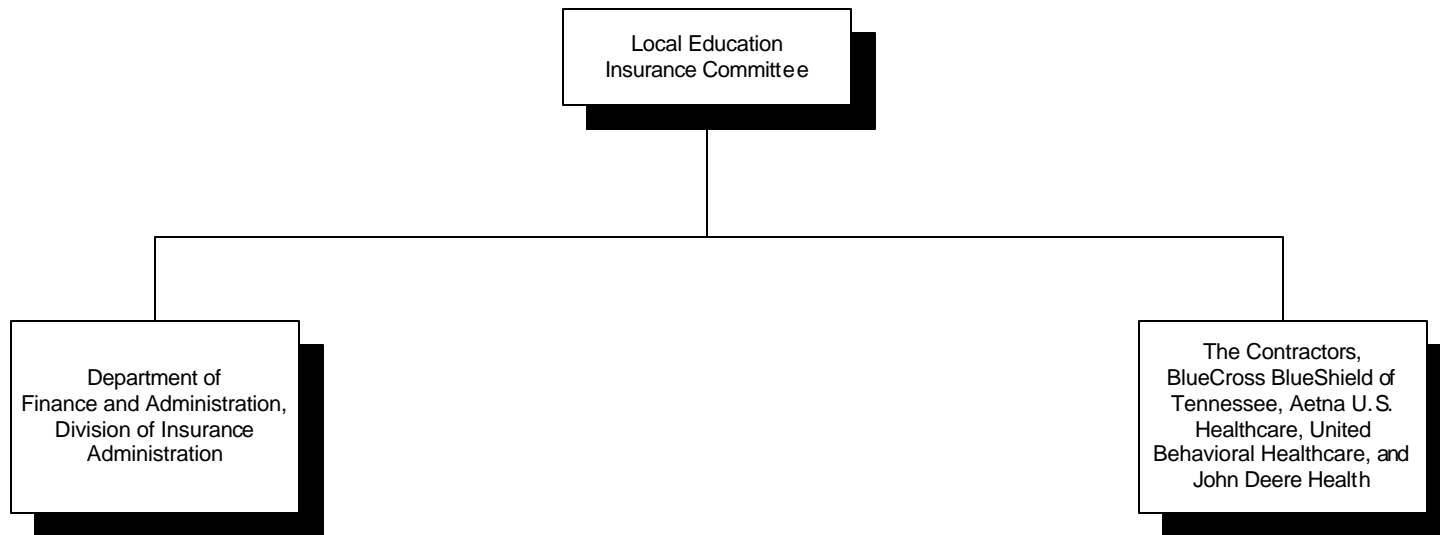 Local Education
Insurance Committee
Department of
Finance and Administration,
Division of Insurance
Administration
The Contractors,
BlueCross BlueShield of
Tennessee, Aetna U.S.
Healthcare, United
Behavioral Healthcare, and
John Deere Health